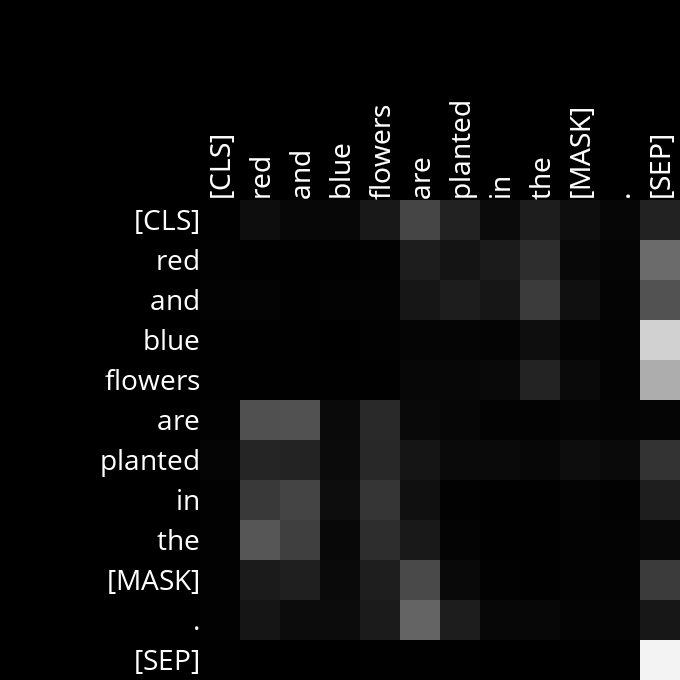 [CLS] red and blue flowers are planted in the [MASK] . [SEP]
[CLS]
red
and
blue
flowers
are
planted
in
the
[MASK]
.
[SEP]